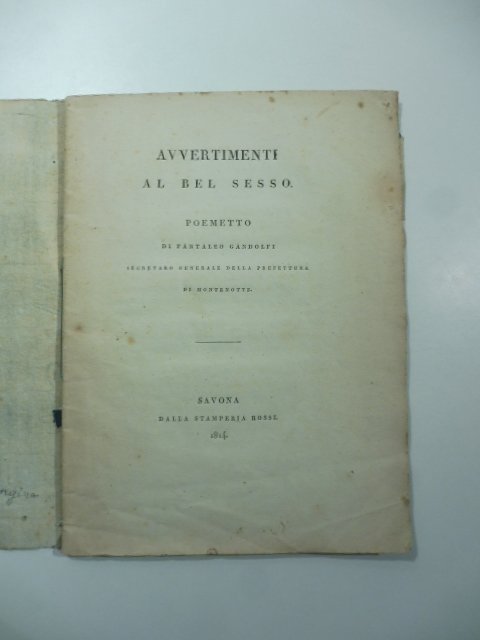 AVVERTIMENTI
AL BEL SESSO.
POEMETTO
DI PANTALEO GANDOLFI
SEGRETARO GENERALE DELLA PREFETTURA
DI MONTENOTTE.
SAVONA
DALLA STAMPERIA ROSSI.
1814.